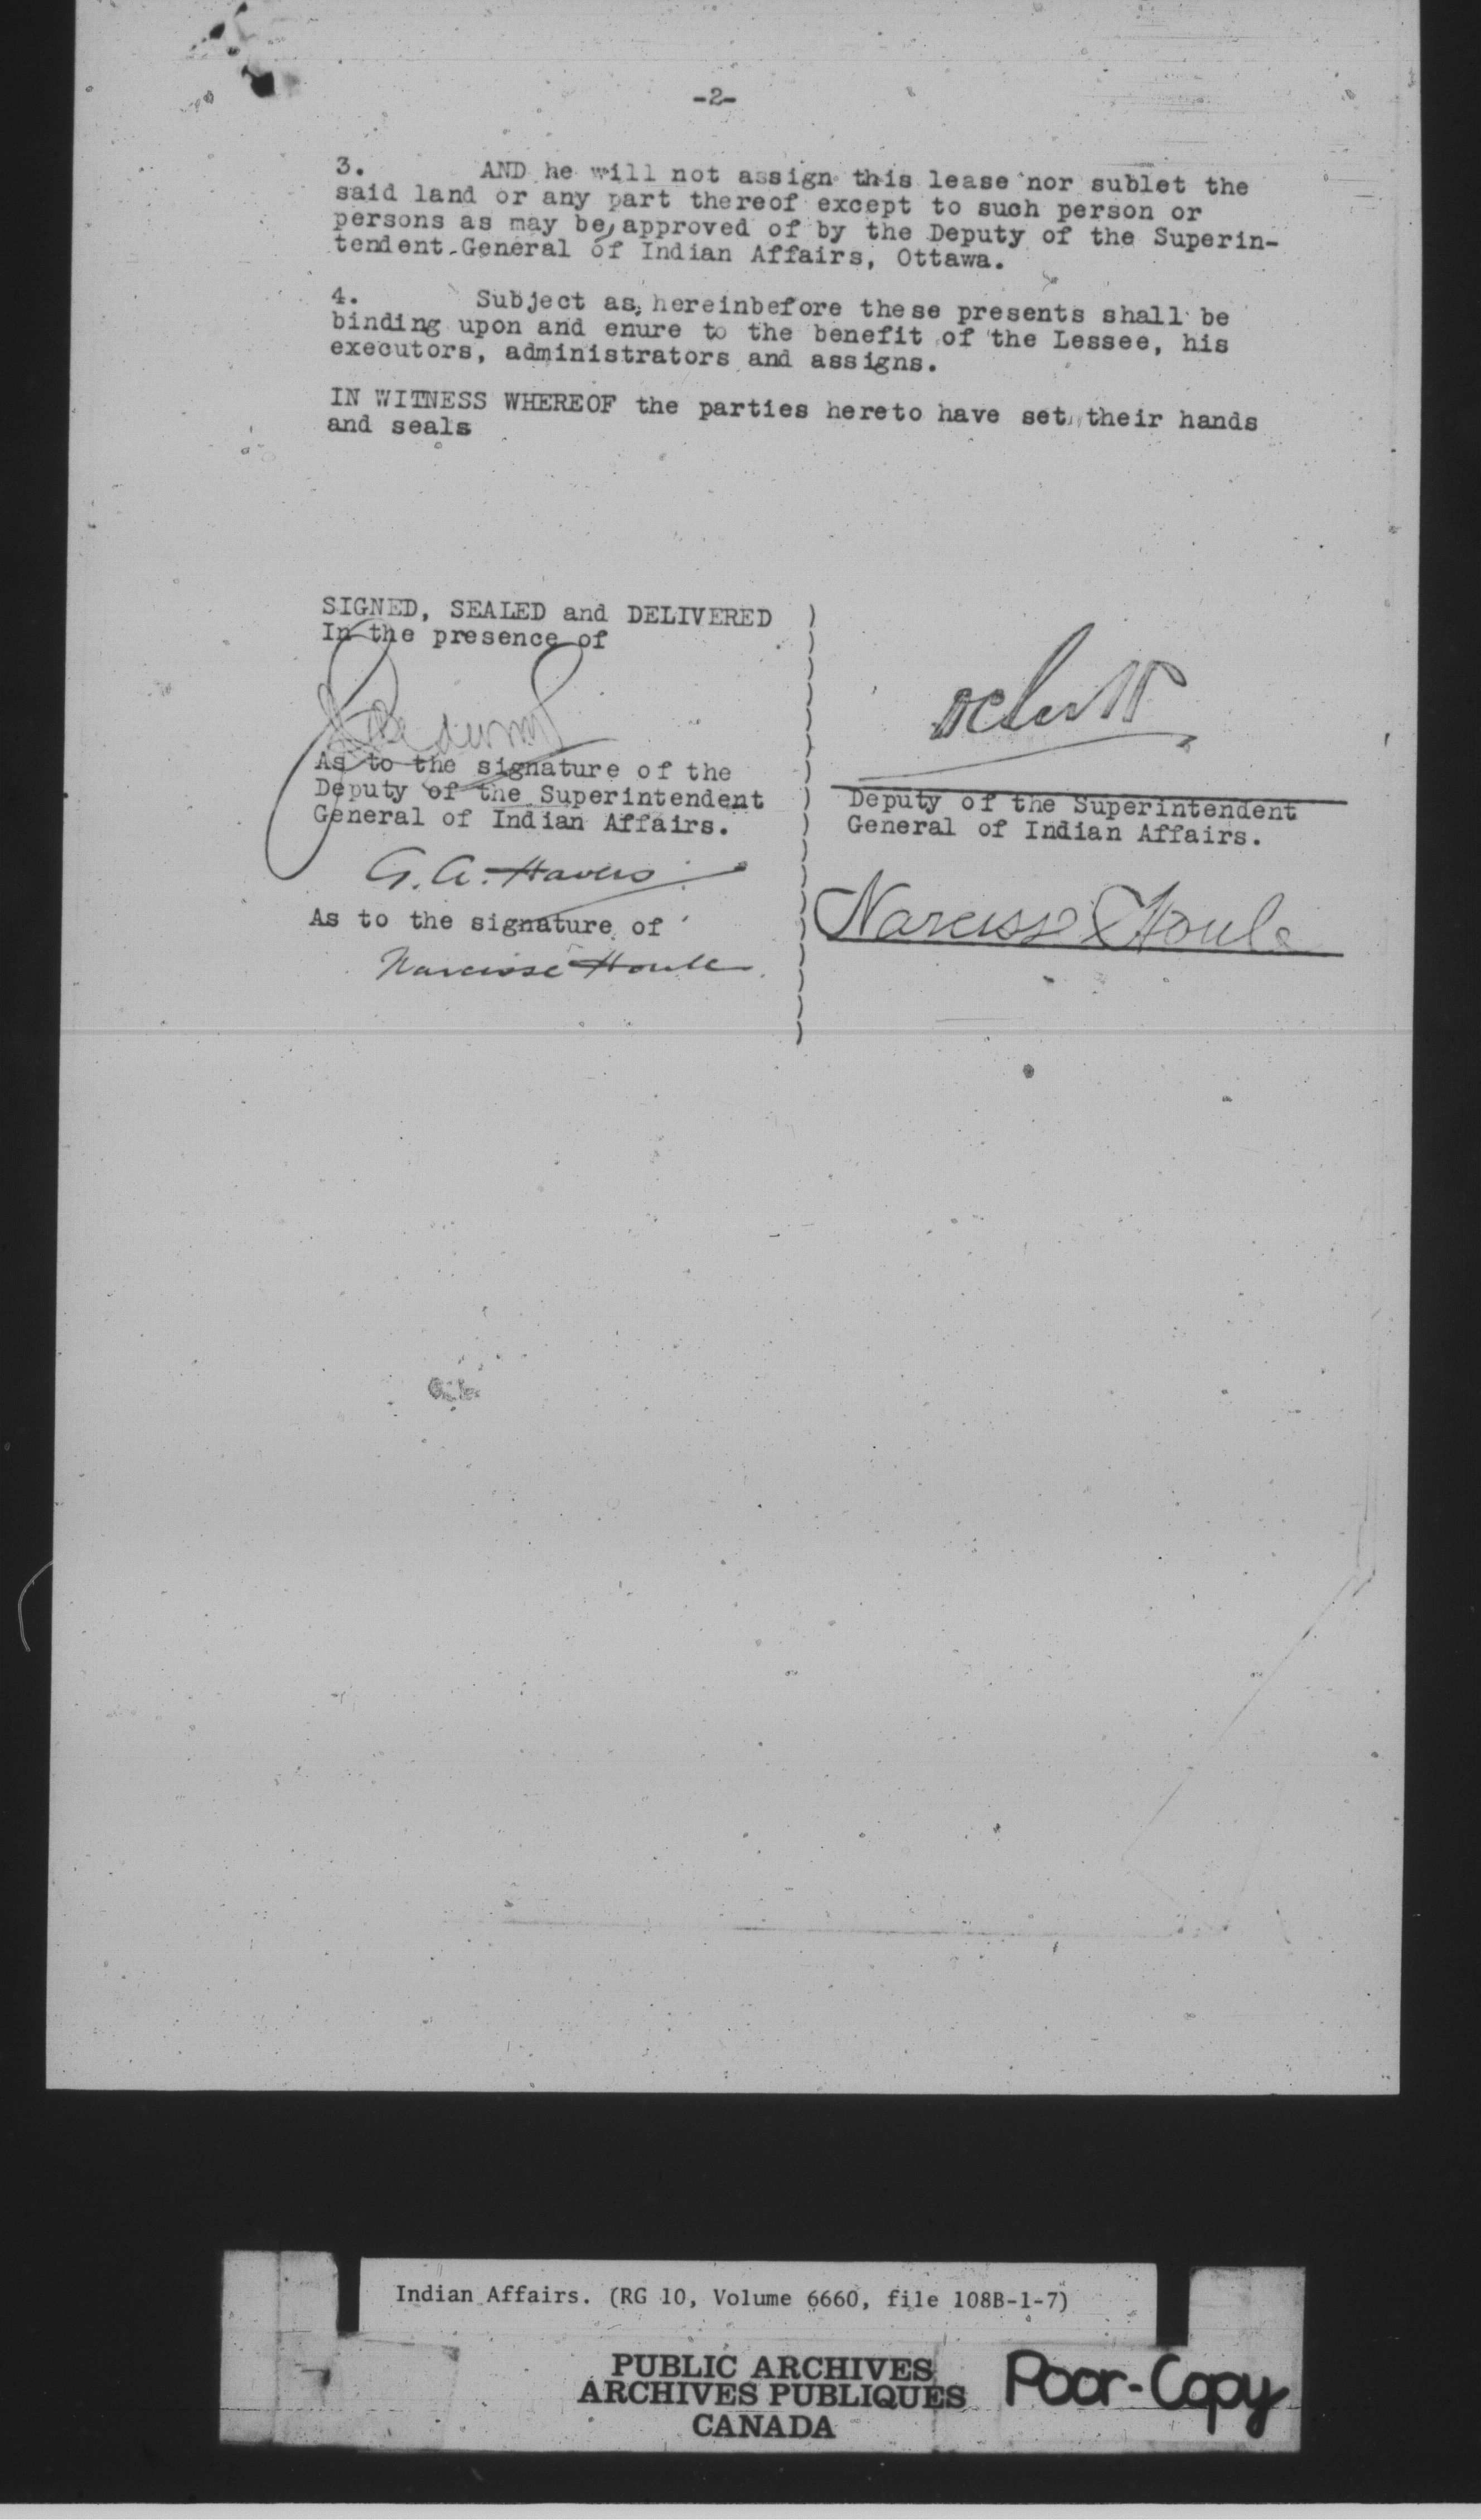 -2-
3. AND he will not assign this lease nor sublet the
said land or any part thereof except to such person or
persons as may be, approved of by the Deputy of the Superin-
tendent General of Indian Affairs, Ottawa.
4. Subject as hereinbefore these presents shall be
binding upon and enure to the benefit of the Lessee, his
executors, administrators and assigns.
IN WITNESS WHEREOF the parties hereto have set their hands
and seals
SIGNED, SEALED and DELIVERED
In the presence of
As to the signature of the
Deputy of the Superintendent
General of Indian Affairs.
Deputy of the Superintendent
General of Indian Affairs.
G. A. Havers
As to the signature of
Narcisse Houle
Narcisse Houle
Indian Affairs. (RG 10, Volume 6660, file 108B-1-7)
PUBLIC ARCHIVES
ARCHIVES PUBLIQUES
CANADA
Poor-Copy